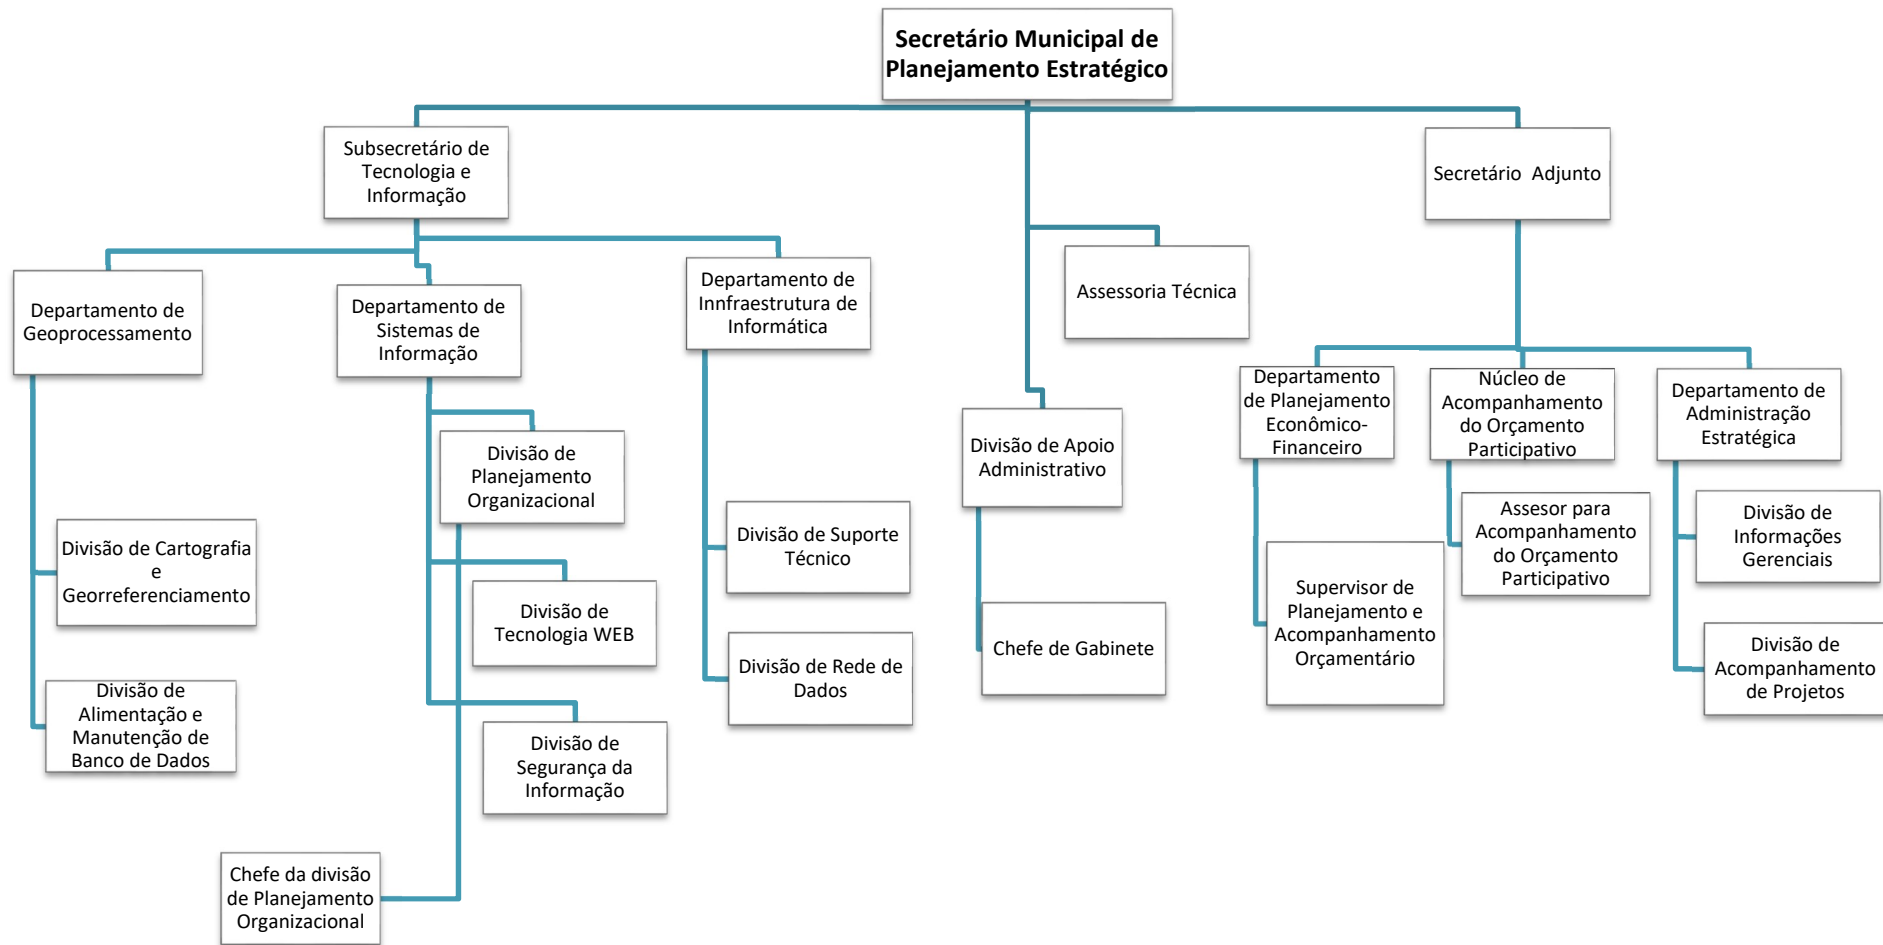 Secretário Municipal de
Planejamento Estratégico
Subsecretário de
Tecnologia e
Informação
Secretário  Adjunto
Departamento de
Geoprocessamento
Departamento de
Sistemas de
Informação
Departamento de
Innfraestrutura de
Informática
Assessoria Técnica
Divisão de Apoio
Administrativo
Departamento
de Planejamento
Econômico-
Financeiro
Núcleo de
Acompanhamento
do Orçamento
Participativo
Departamento de
Administração
Estratégica
Divisão de
Planejamento
Organizacional
Divisão de Cartografia
e
Georreferenciamento
Divisão de Suporte
Técnico
Assessor para
Acompanhamento
do Orçamento
Participativo
Divisão de
Informações
Gerenciais
Divisão de
Tecnologia WEB
Supervisor de
Planejamento e
Acompanhamento
Orçamentário
Chefe de Gabinete
Divisão de Rede de
Dados
Divisão de
Acompanhamento
de Projetos
Divisão de
Alimentação e
Manutenção de
Banco de Dados
Divisão de
Segurança da
Informação
Chefe da divisão
de Planejamento
Organizacional